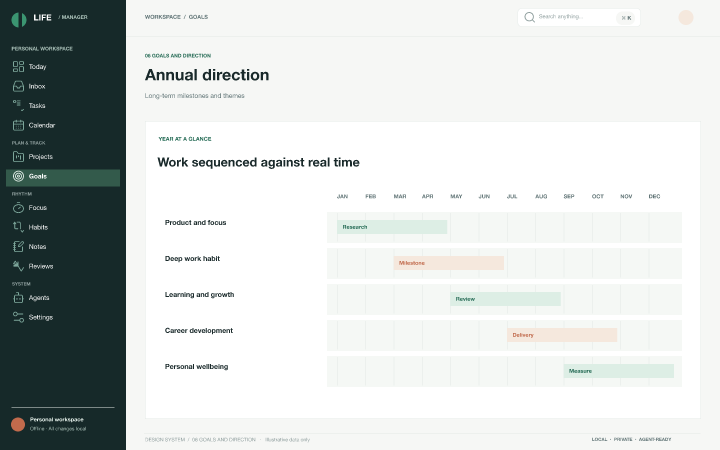 LIFE / MANAGER
PERSONAL WORKSPACE
Today
Inbox
Tasks
Calendar
PLAN & TRACK
Projects
Goals
RHYTHM
Focus
Habits
Notes
Reviews
SYSTEM
Agents
Settings
Personal workspace
Offline · All changes local
WORKSPACE / GOALS
Search anything...
⌘ K
06 GOALS AND DIRECTION
Annual direction
Long-term milestones and themes
YEAR AT A GLANCE
Work sequenced against real time
JAN FEB MAR APR MAY JUN JUL AUG SEP OCT NOV DEC
Product and focus
Research
Deep work habit
Milestone
Learning and growth
Review
Career development
Delivery
Personal wellbeing
Measure
DESIGN SYSTEM / 06 GOALS AND DIRECTION · Illustrative data only
LOCAL · PRIVATE · AGENT-READY